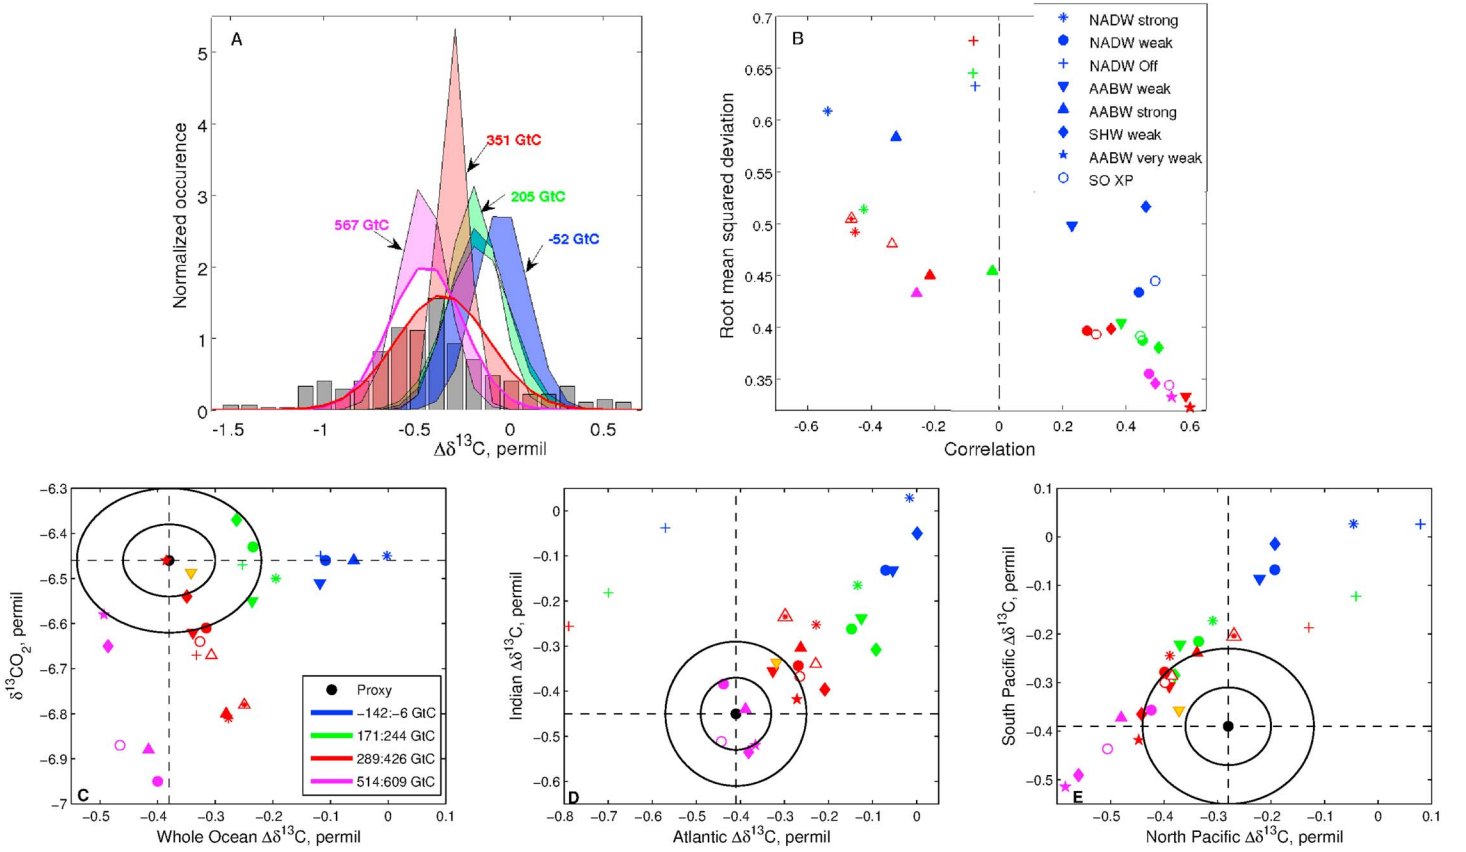 A
Normalized occurence
5
4
3
2
1
0
351 GtC
205 GtC
567 GtC
-52 GtC
-1.5
-1
-0.5
0
0.5
Δδ13C, permil
B
Root mean squared deviation
0.7
0.65
0.6
0.55
0.5
0.45
0.4
0.35
-0.6
-0.4
-0.2
0
0.2
0.4
0.6
Correlation
NADW strong
NADW weak
NADW Off
AABW weak
AABW strong
SHW weak
AABW very weak
SO XP
δ13CO2, permil
−6.3
−6.4
−6.5
−6.6
−6.7
−6.8
−6.9
−7
C
Proxy
−142:−6 GtC
171:244 GtC
289:426 GtC
514:609 GtC
−0.5
−0.4
−0.3
−0.2
−0.1
0
0.1
Whole Ocean Δδ13C, permil
Indian Δδ13C, permil
0
−0.1
−0.2
−0.3
−0.4
−0.5
−0.6
D
−0.8
−0.7
−0.6
−0.5
−0.4
−0.3
−0.2
−0.1
0
Atlantic Δδ13C, permil
South Pacific Δδ13C, permil
0.1
0
−0.1
−0.2
−0.3
−0.4
−0.5
E
−0.5
−0.4
−0.3
−0.2
−0.1
0
0.1
North Pacific Δδ13C, permil